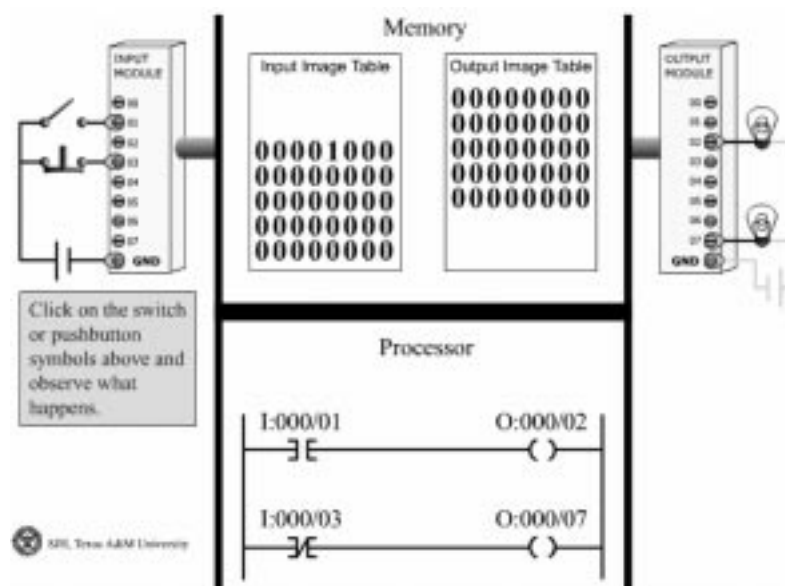 Memory
INPUT
MODULE
00
01
02
03
04
05
06
07
GND
Input Image Table
00001000
00000000
00000000
00000000
Output Image Table
00000000
00000000
00000000
00000000
OUTPUT
MODULE
00
01
02
03
04
05
06
07
GND
Click on the switch
or pushbutton
symbols above and
observe what
happens.
Processor
I:000/01 O:000/02
I:000/03 O:000/07
Texas A&M University